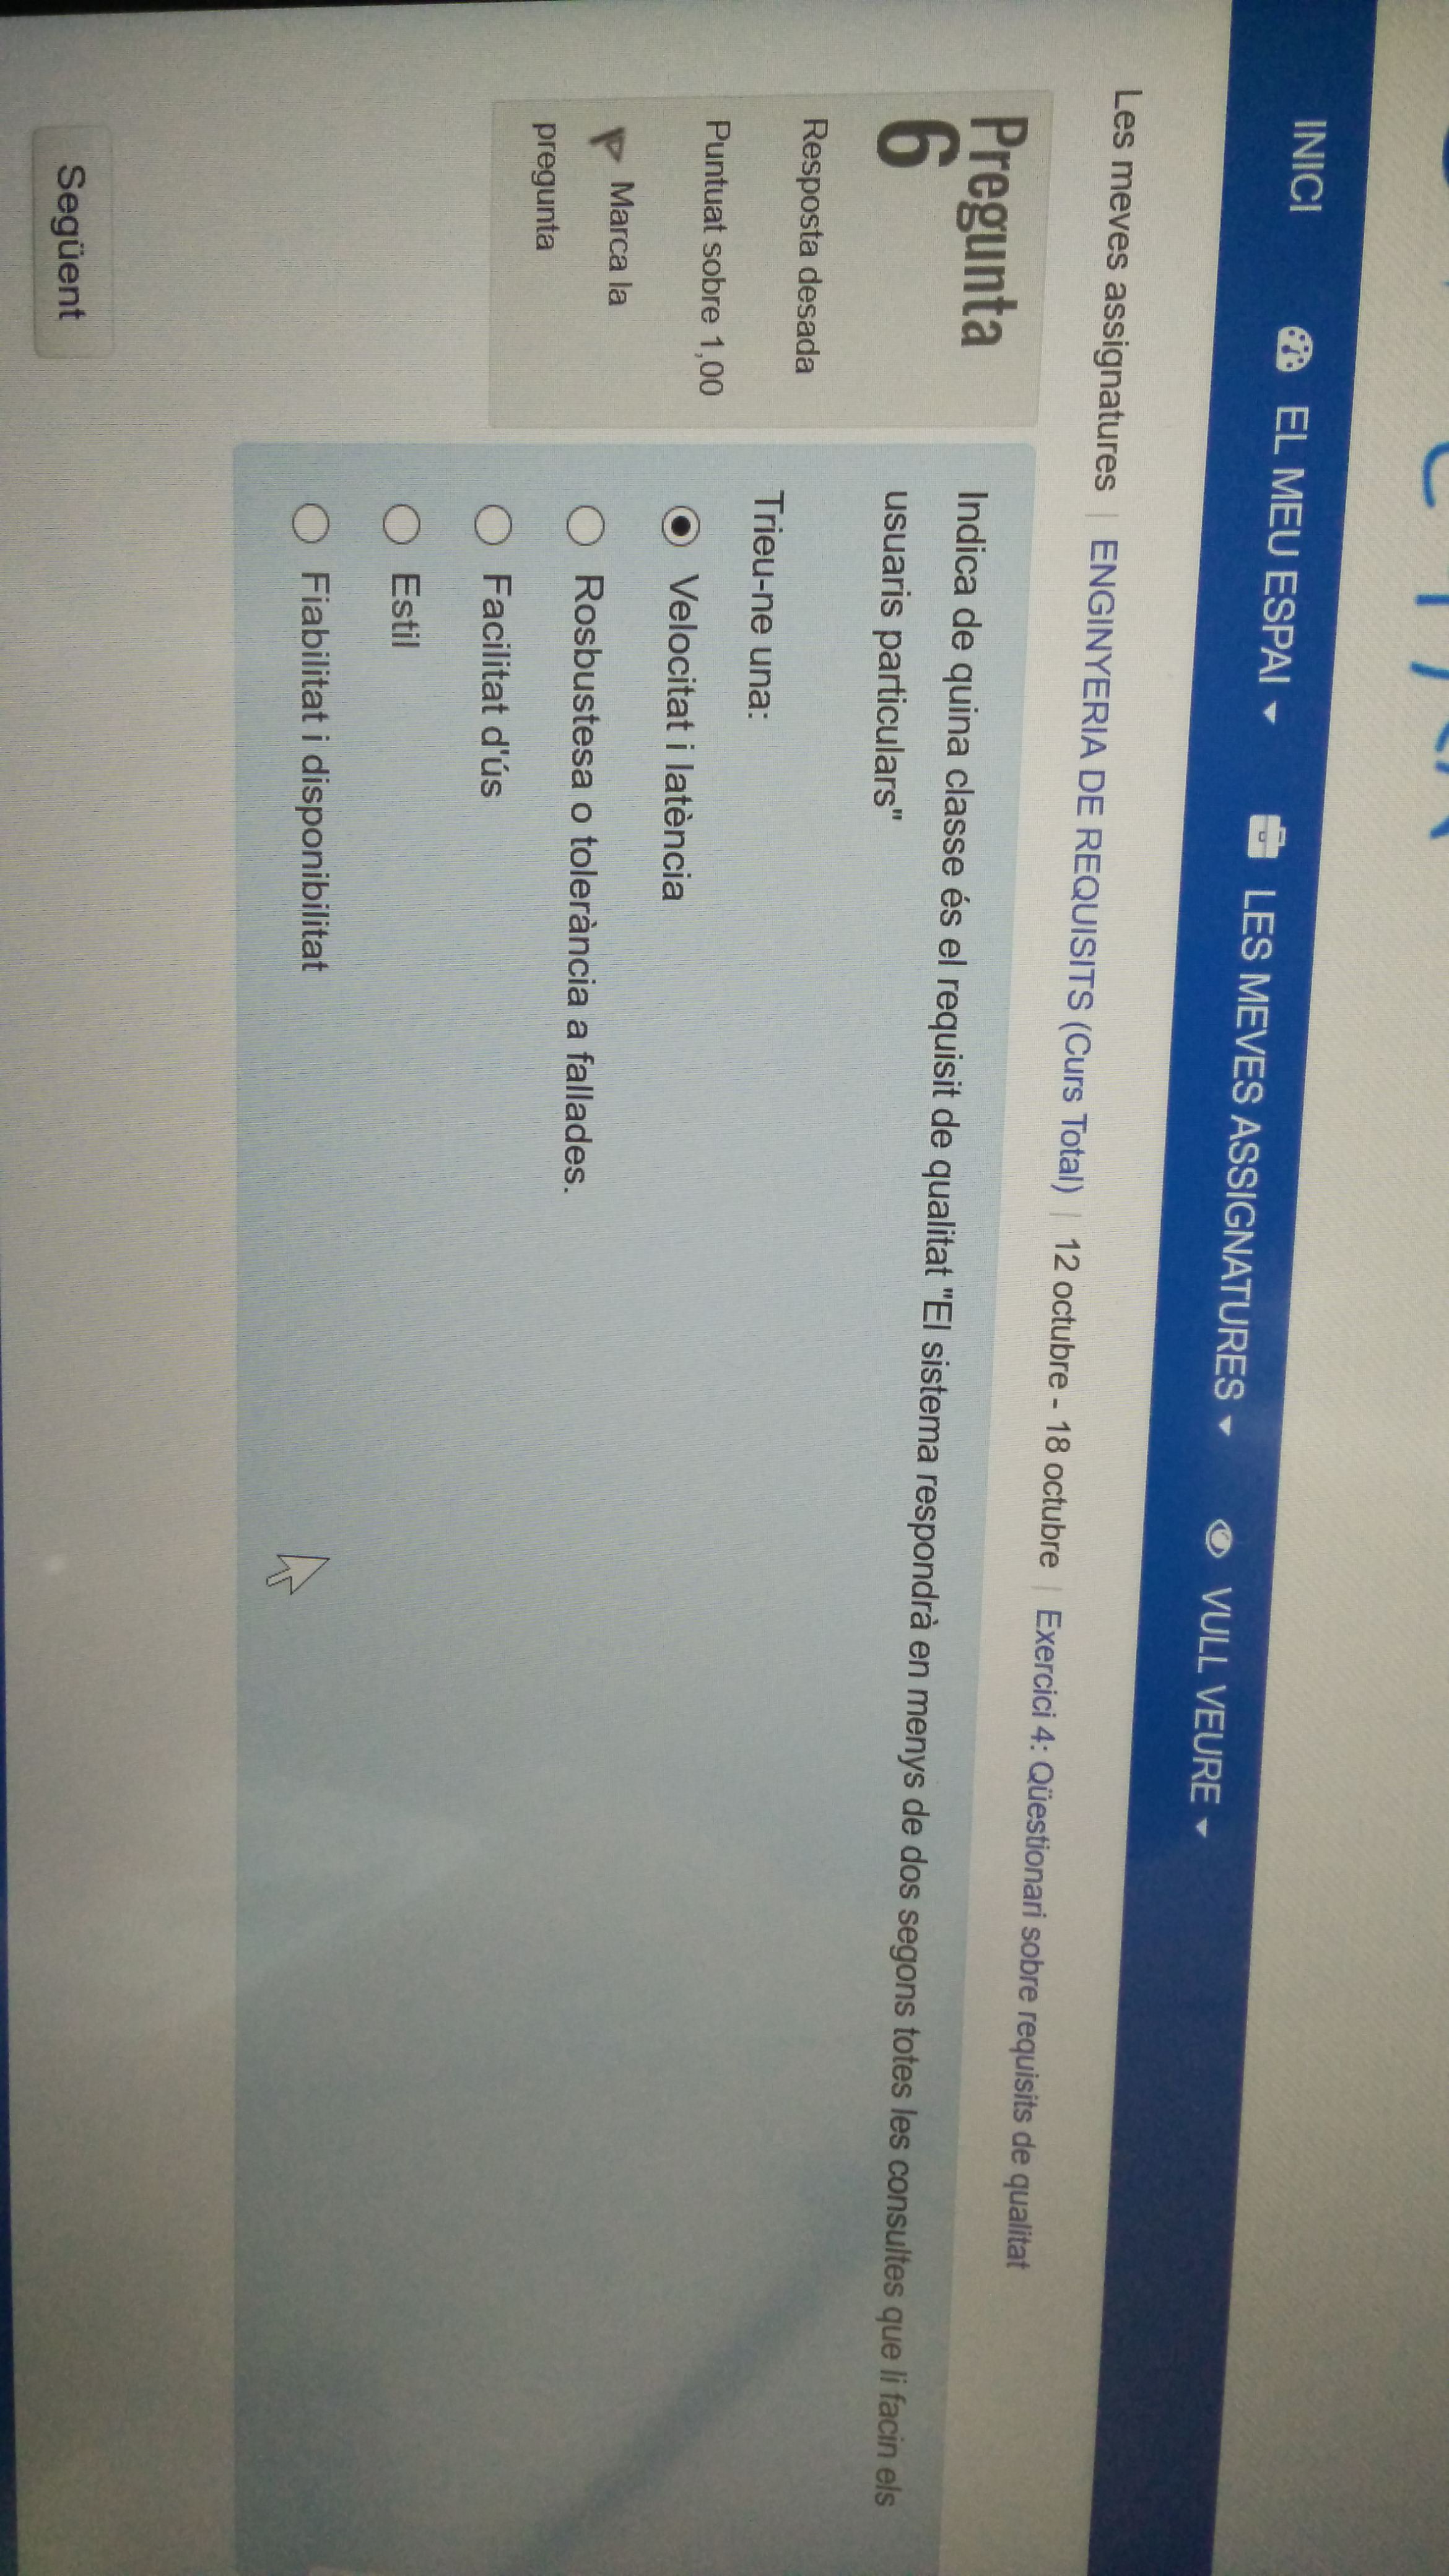 INICI EL MEU ESPAI LES MEVES ASSIGNATURES VULL VEURE
Les meves assignatures | ENGINYERIA DE REQUISITS (Curs Total) | 12 octubre - 18 octubre | Exercici 4: Qüestionari sobre requisits de qualitat
Pregunta
6
Resposta desada
Puntuat sobre 1,00
Marca la
pregunta
Indica de quina classe és el requisit de qualitat "El sistema respondrà en menys de dos segons totes les consultes que li facin els
usuaris particulars"
Trieu-ne una:
Velocitat i latència
Rosbustesa o tolerància a fallades.
Facilitat d'ús
Estil
Fiabilitat i disponibilitat
Següent